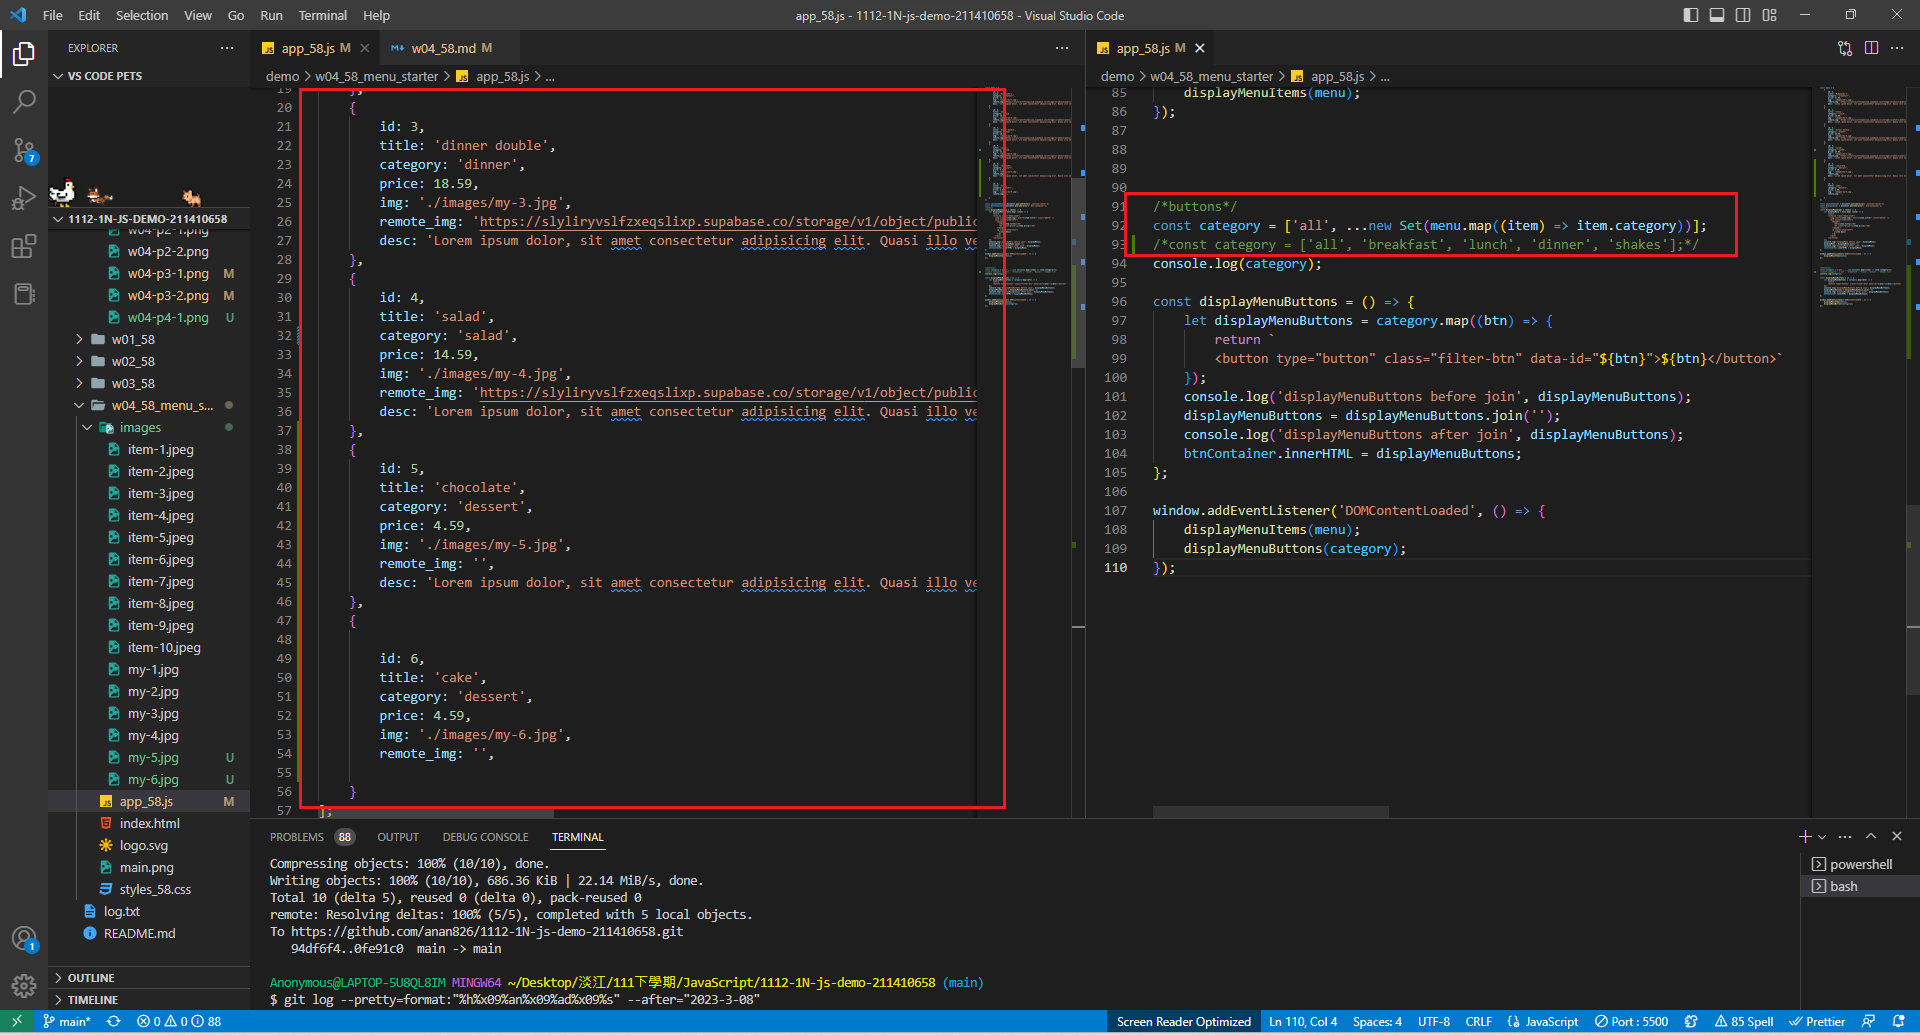 File Edit Selection View Go Run Terminal Help
app_58.js - 1112-1N-js-demo-211410658 - Visual Studio Code
EXPLORER
VS CODE PETS
1112-1N-JS-DEMO-211410658
w04-p2-1.png
w04-p2-2.png
w04-p3-1.png M
w04-p3-2.png M
w04-p4-1.png U
w01_58
w02_58
w03_58
w04_58_menu_s...
images
item-1.jpeg
item-2.jpeg
item-3.jpeg
item-4.jpeg
item-5.jpeg
item-6.jpeg
item-7.jpeg
item-8.jpeg
item-9.jpeg
item-10.jpeg
my-1.jpg
my-2.jpg
my-3.jpg
my-4.jpg
my-5.jpg U
my-6.jpg U
JS app_58.js M
index.html
logo.svg
main.png
styles_58.css
log.txt
README.md
OUTLINE
TIMELINE
7
1
JS app_58.js M
w04_58.md M
demo > w04_58_menu_starter > JS app_58.js > ...
19 },
20 {
21 id: 3,
22 title: 'dinner double',
23 category: 'dinner',
24 price: 18.59,
25 img: './images/my-3.jpg',
26 remote_img: 'https://slyliryvslfzxeqslixp.supabase.co/storage/v1/object/public
27 desc: 'Lorem ipsum dolor, sit amet consectetur adipisicing elit. Quasi illo ve
28 },
29 {
30 id: 4,
31 title: 'salad',
32 category: 'salad',
33 price: 14.59,
34 img: './images/my-4.jpg',
35 remote_img: 'https://slyliryvslfzxeqslixp.supabase.co/storage/v1/object/public
36 desc: 'Lorem ipsum dolor, sit amet consectetur adipisicing elit. Quasi illo ve
37 },
38 {
39 id: 5,
40 title: 'chocolate',
41 category: 'dessert',
42 price: 4.59,
43 img: './images/my-5.jpg',
44 remote_img: '',
45 desc: 'Lorem ipsum dolor, sit amet consectetur adipisicing elit. Quasi illo ve
46 },
47 {
48
49 id: 6,
50 title: 'cake',
51 category: 'dessert',
52 price: 4.59,
53 img: './images/my-6.jpg',
54 remote_img: '',
55
56 }
57 ];
JS app_58.js M
demo > w04_58_menu_starter > JS app_58.js > ...
85 displayMenuItems(menu);
86 });
87
88
89
90
91 /*buttons*/
92 const category = ['all', ...new Set(menu.map((item) => item.category))];
93 /*const category = ['all', 'breakfast', 'lunch', 'dinner', 'shakes'];*/
94 console.log(category);
95
96 const displayMenuButtons = () => {
97 let displayMenuButtons = category.map((btn) => {
98 return `
99 <button type="button" class="filter-btn" data-id="${btn}">${btn}</button>`
100 });
101 console.log('displayMenuButtons before join', displayMenuButtons);
102 displayMenuButtons = displayMenuButtons.join('');
103 console.log('displayMenuButtons after join', displayMenuButtons);
104 btnContainer.innerHTML = displayMenuButtons;
105 };
106
107 window.addEventListener('DOMContentLoaded', () => {
108 displayMenuItems(menu);
109 displayMenuButtons(category);
110 });
PROBLEMS 88 OUTPUT DEBUG CONSOLE TERMINAL
Compressing objects: 100% (10/10), done.
Writing objects: 100% (10/10), 686.36 KiB | 22.14 MiB/s, done.
Total 10 (delta 5), reused 0 (delta 0), pack-reused 0
remote: Resolving deltas: 100% (5/5), completed with 5 local objects.
To https://github.com/anan826/1112-1N-js-demo-211410658.git
94df6f4..0fe91c0 main -> main
Anonymous@LAPTOP-5U8QL8IM MINGW64 ~/Desktop/淡江/111下學期/JavaScript/1112-1N-js-demo-211410658 (main)
$ git log --pretty=format:"%h%x09%an%x09%ad%x09%s" --after="2023-3-08"
powershell
bash
main* 0 0 88 Screen Reader Optimized Ln 110, Col 4 Spaces: 4 UTF-8 CRLF {} JavaScript Port : 5500 85 Spell Prettier